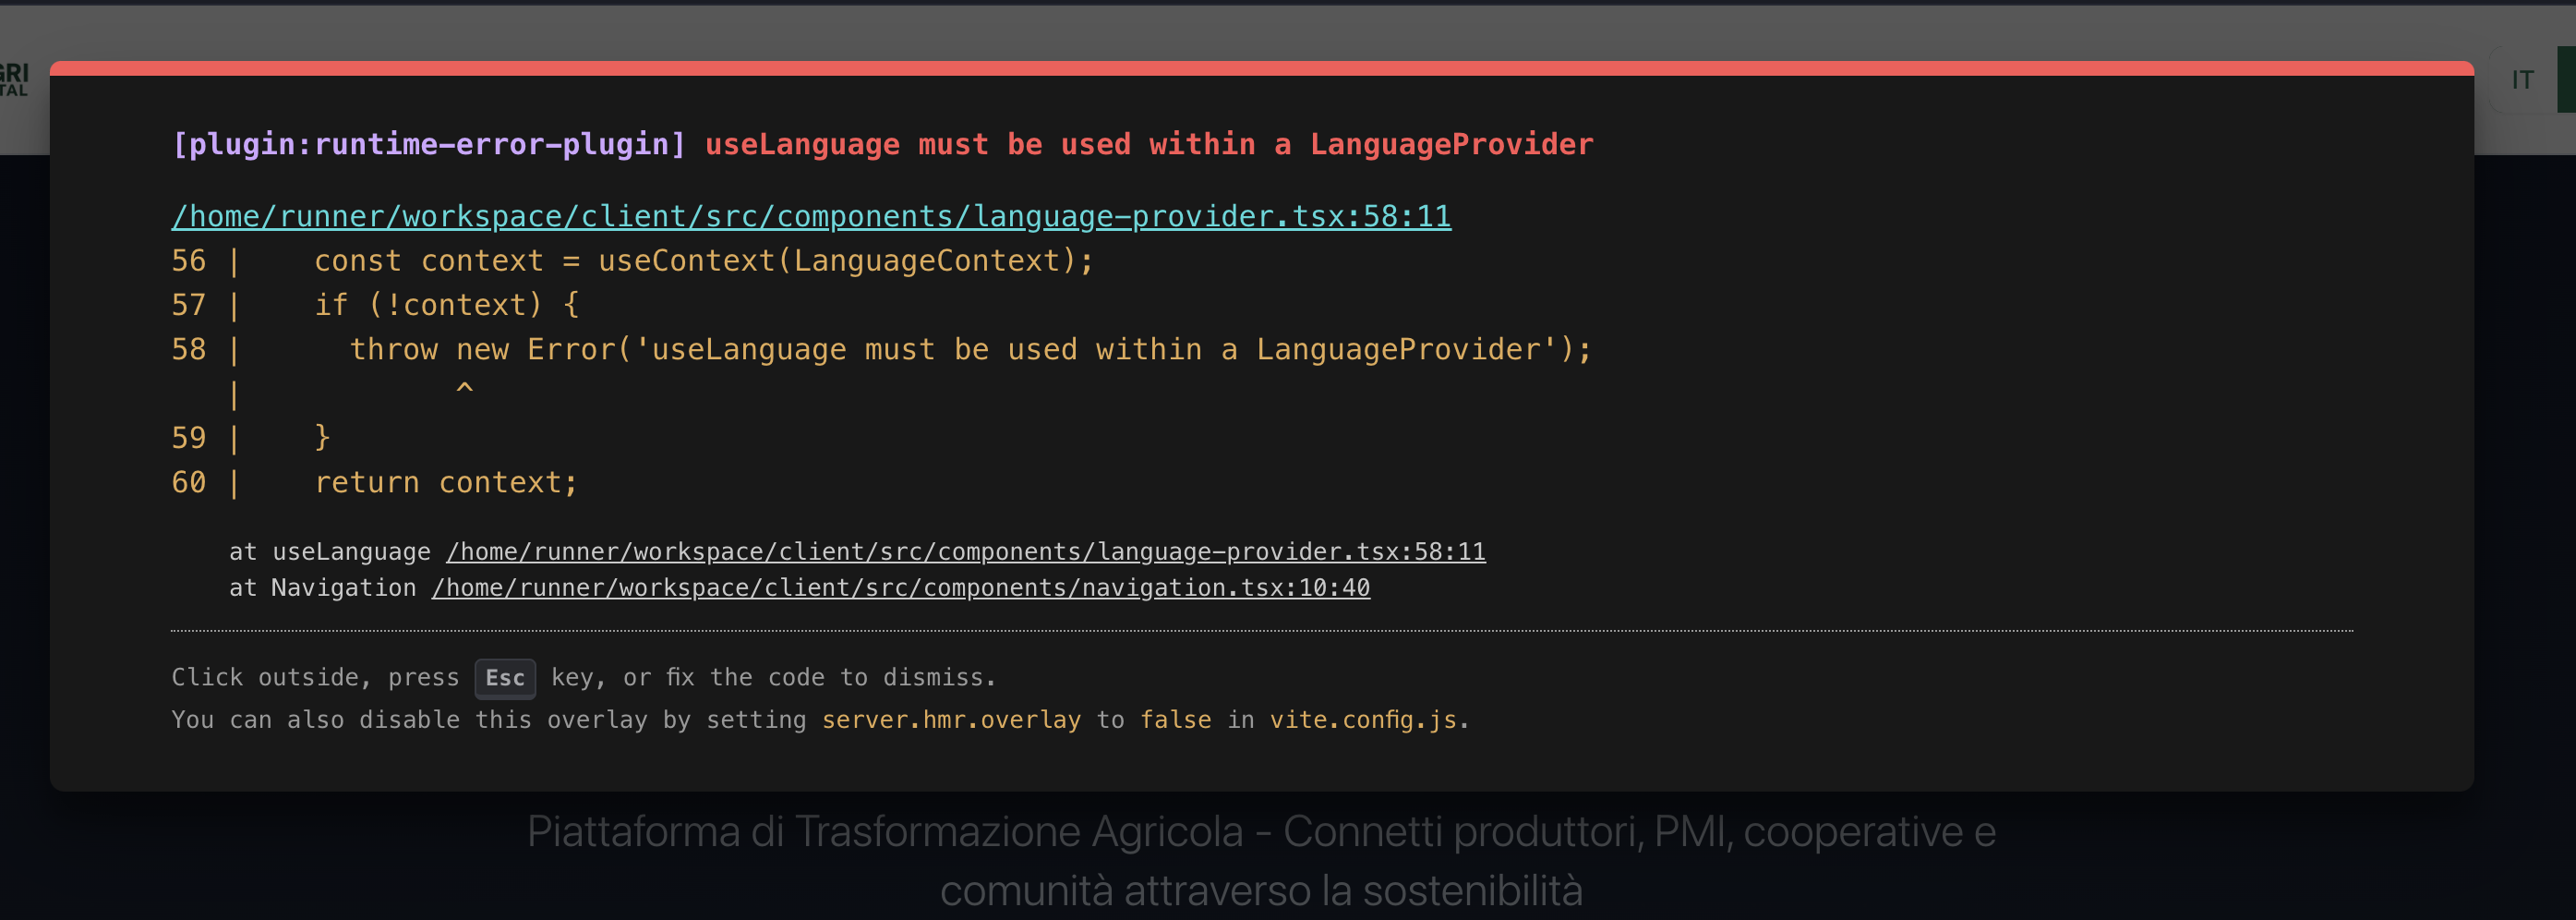 GRI
TAL
IT
[plugin:runtime-error-plugin] useLanguage must be used within a LanguageProvider
/home/runner/workspace/client/src/components/language-provider.tsx:58:11
56 |    const context = useContext(LanguageContext);
57 |    if (!context) {
58 |      throw new Error('useLanguage must be used within a LanguageProvider');
   |            ^
59 |    }
60 |    return context;
at useLanguage /home/runner/workspace/client/src/components/language-provider.tsx:58:11
at Navigation /home/runner/workspace/client/src/components/navigation.tsx:10:40
Click outside, press Esc key, or fix the code to dismiss.
You can also disable this overlay by setting server.hmr.overlay to false in vite.config.js.
Piattaforma di Trasformazione Agricola - Connetti produttori, PMI, cooperative e
comunità attraverso la sostenibilità